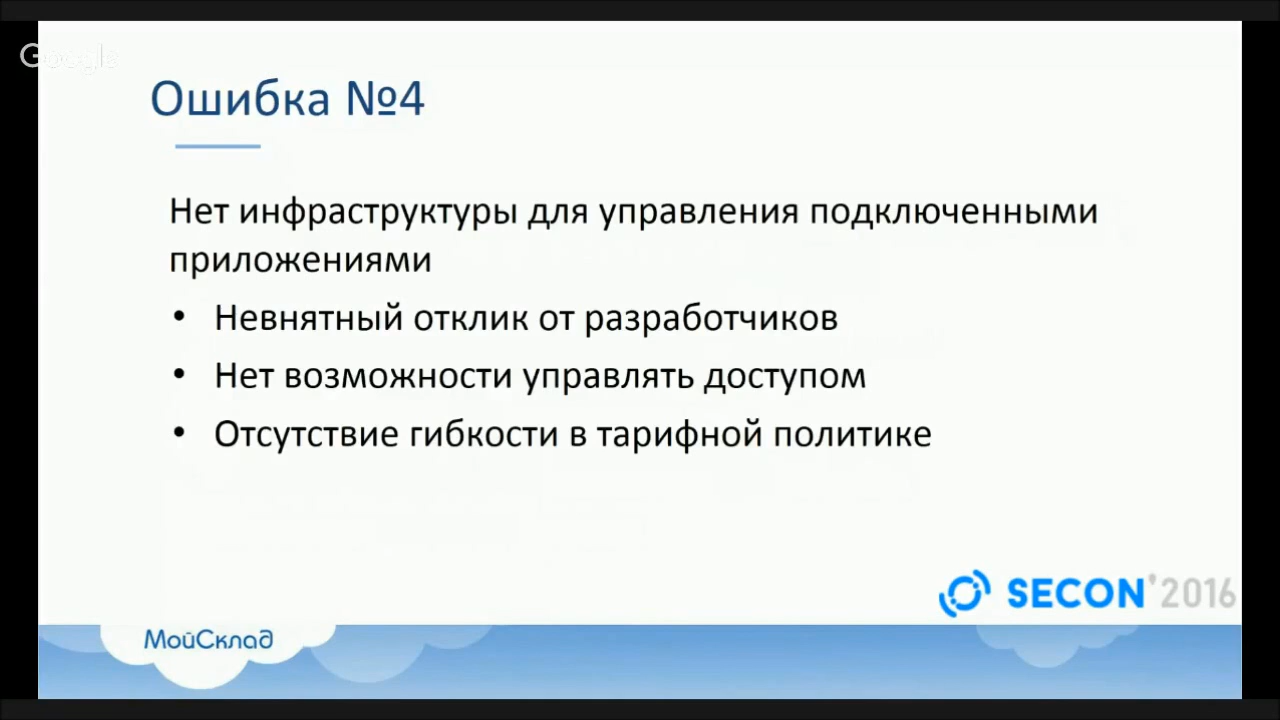 Google
Ошибка №4
Нет инфраструктуры для управления подключенными
приложениями
• Невнятный отклик от разработчиков
• Нет возможности управлять доступом
• Отсутствие гибкости в тарифной политике
SECON'2016
МойСклад